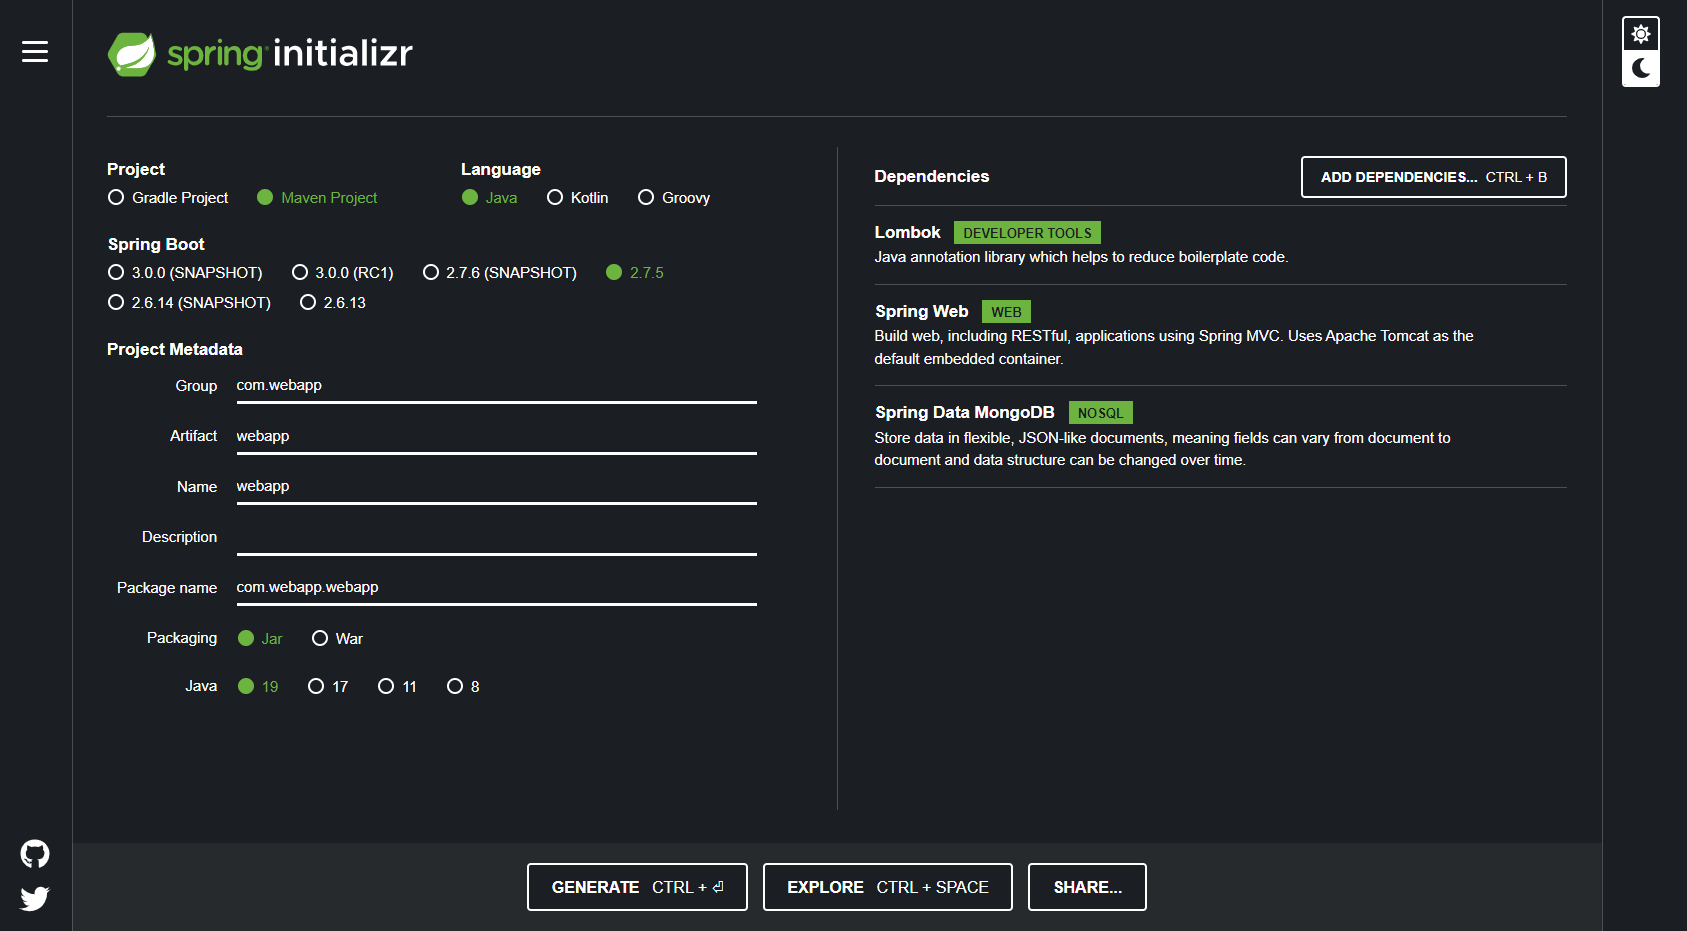 spring initializr
Project
Gradle Project Maven Project
Language
Java Kotlin Groovy
Spring Boot
3.0.0 (SNAPSHOT) 3.0.0 (RC1) 2.7.6 (SNAPSHOT) 2.7.5
2.6.14 (SNAPSHOT) 2.6.13
Project Metadata
Group com.webapp
Artifact webapp
Name webapp
Description
Package name com.webapp.webapp
Packaging Jar War
Java 19 17 11 8
Dependencies
ADD DEPENDENCIES... CTRL + B
Lombok DEVELOPER TOOLS
Java annotation library which helps to reduce boilerplate code.
Spring Web WEB
Build web, including RESTful, applications using Spring MVC. Uses Apache Tomcat as the
default embedded container.
Spring Data MongoDB NOSQL
Store data in flexible, JSON-like documents, meaning fields can vary from document to
document and data structure can be changed over time.
GENERATE CTRL + ⏎
EXPLORE CTRL + SPACE
SHARE...